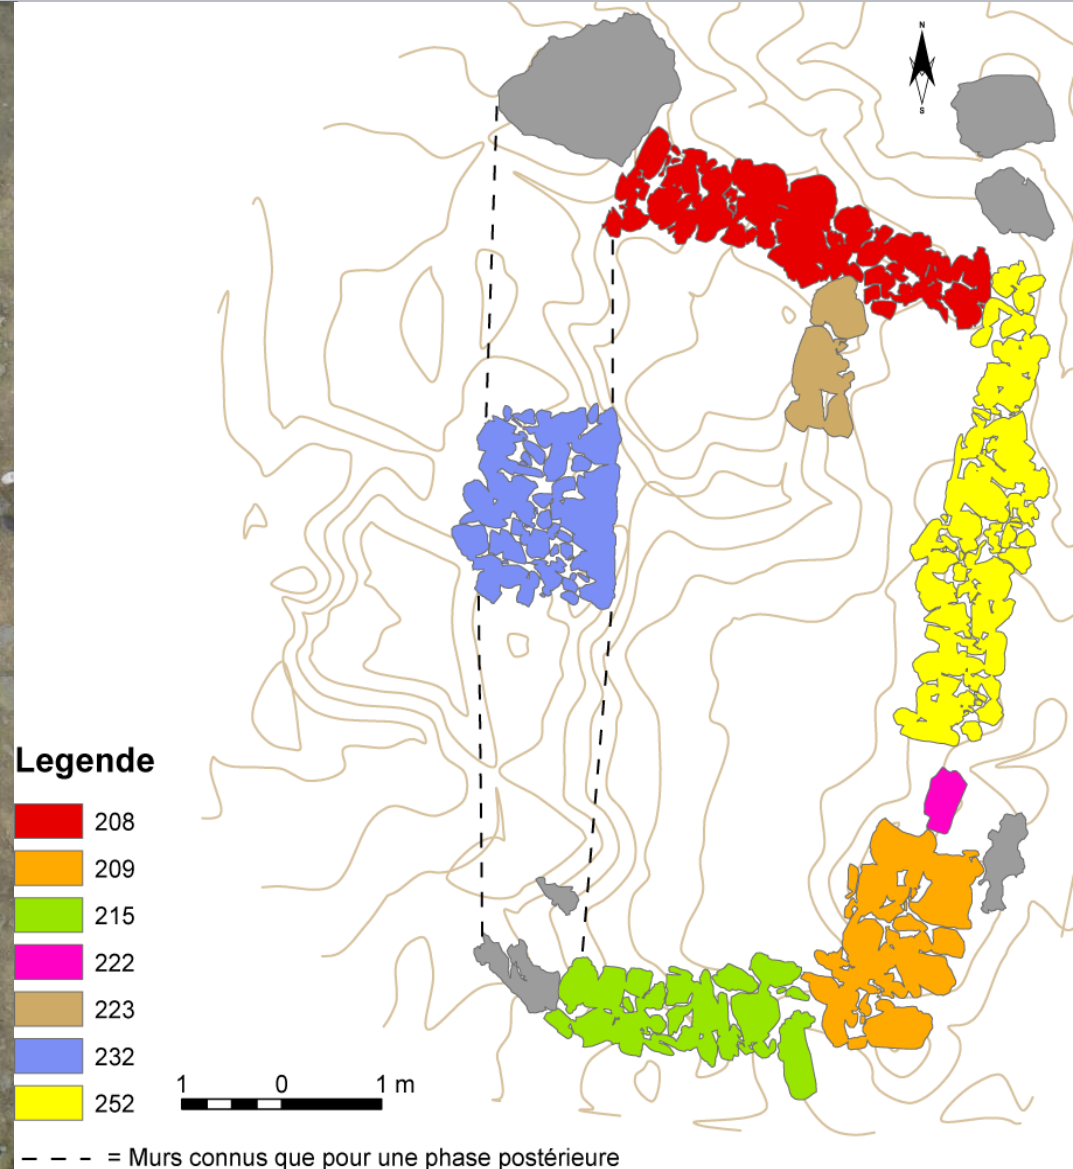 N
S
Legende
208
209
215
222
223
232
252
1 0 1 m
= Murs connus que pour une phase postérieure